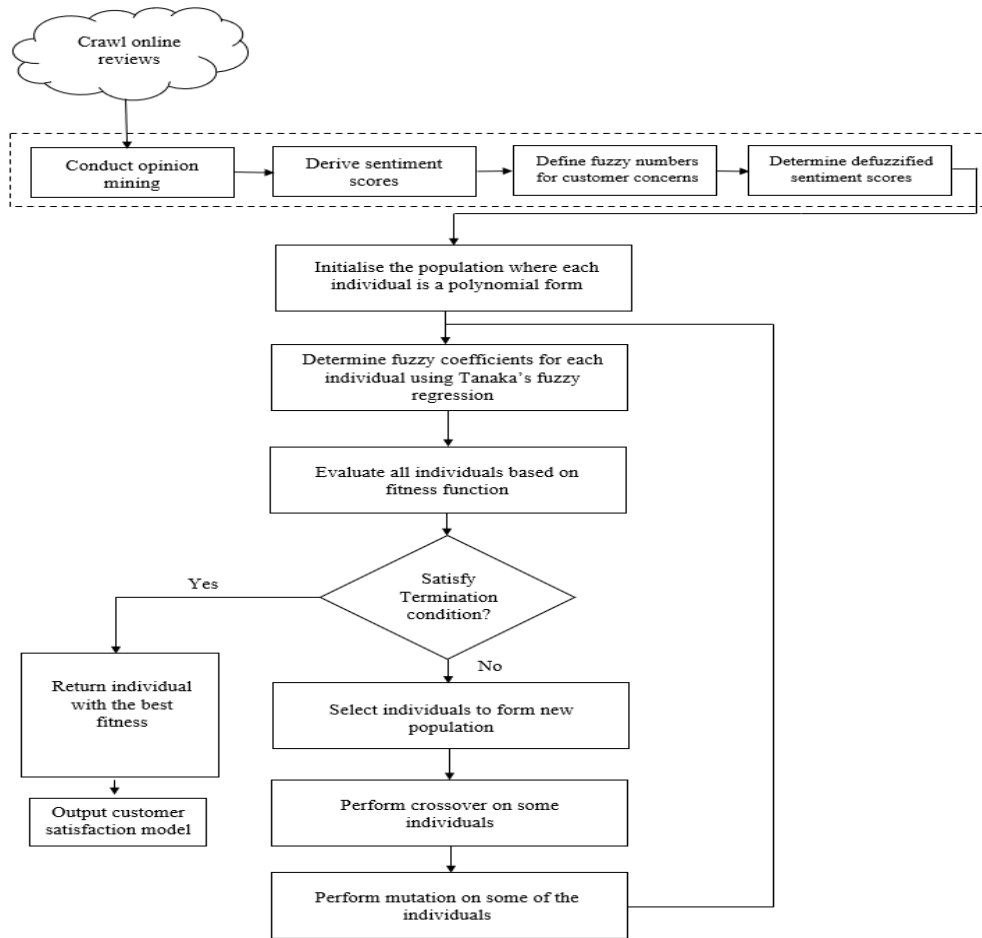 Crawl online
reviews
Conduct opinion
mining
Derive sentiment
scores
Define fuzzy numbers
for customer concerns
Determine defuzzified
sentiment scores
Initialise the population where each
individual is a polynomial form
Determine fuzzy coefficients for each
individual using Tanaka's fuzzy
regression
Evaluate all individuals based on
fitness function
Satisfy
Termination
condition?
Yes
No
Return individual
with the best
fitness
Output customer
satisfaction model
Select individuals to form new
population
Perform crossover on some
individuals
Perform mutation on some of the
individuals